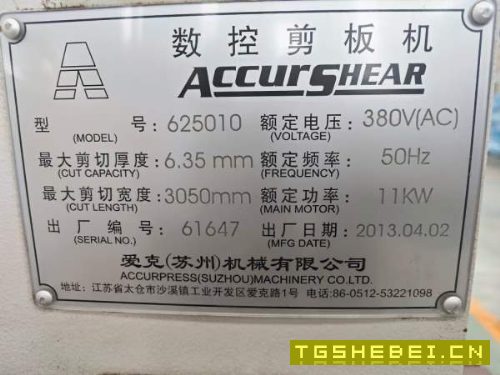 数控剪板机
ACCURSHEAR
型 号: 625010 额定电压: 380V(AC)
(MODEL) (VOLTAGE)
最大剪切厚度: 6.35 mm 额定频率: 50Hz
(CUT CAPACITY) (FREQUENCY)
最大剪切宽度: 3050mm 额定功率: 11KW
(CUT LENGTH) (MAIN MOTOR)
出厂编号: 61647 出厂日期: 2013.04.02
(SERIAL NO.) (MFG DATE)
爱克(苏州)机械有限公司
ACCURPRESS(SUZHOU)MACHINERY CO.LTD.
地址: 江苏省太仓市沙溪镇工业开发区爱克路1号 电话:86-0512-53221098
TGSHEBEI.CN